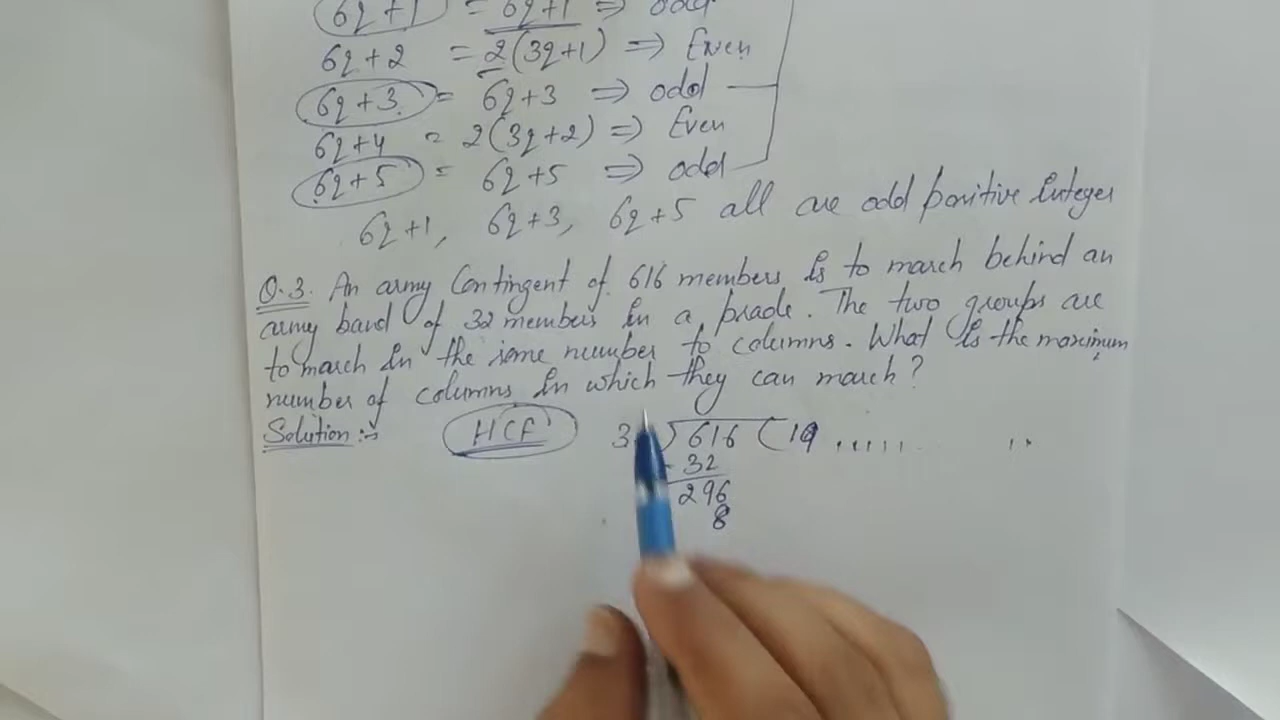 6q+1 = 6q+1 ⇒ odd
6q+2 = 2(3q+1) ⇒ Even
6q+3 = 6q+3 ⇒ odd
6q+4 = 2(3q+2) ⇒ Even
6q+5 = 6q+5 ⇒ odd
6q+1, 6q+3, 6q+5 all are odd positive integer
Q.3. An army contingent of 616 members is to march behind an
army band of 32 members in a prade. The two groups are
to march in the same number to columns. What is the maximum
number of columns in which they can march?
Solution :-
HCF
3 ) 616 ( 19
- 32
296
8